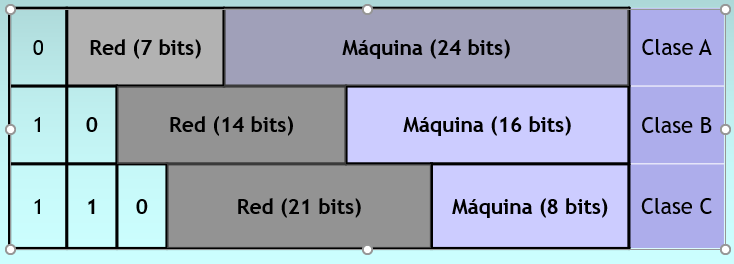 0 Red (7 bits) Máquina (24 bits) Clase A
1 0 Red (14 bits) Máquina (16 bits) Clase B
1 1 0 Red (21 bits) Máquina (8 bits) Clase C